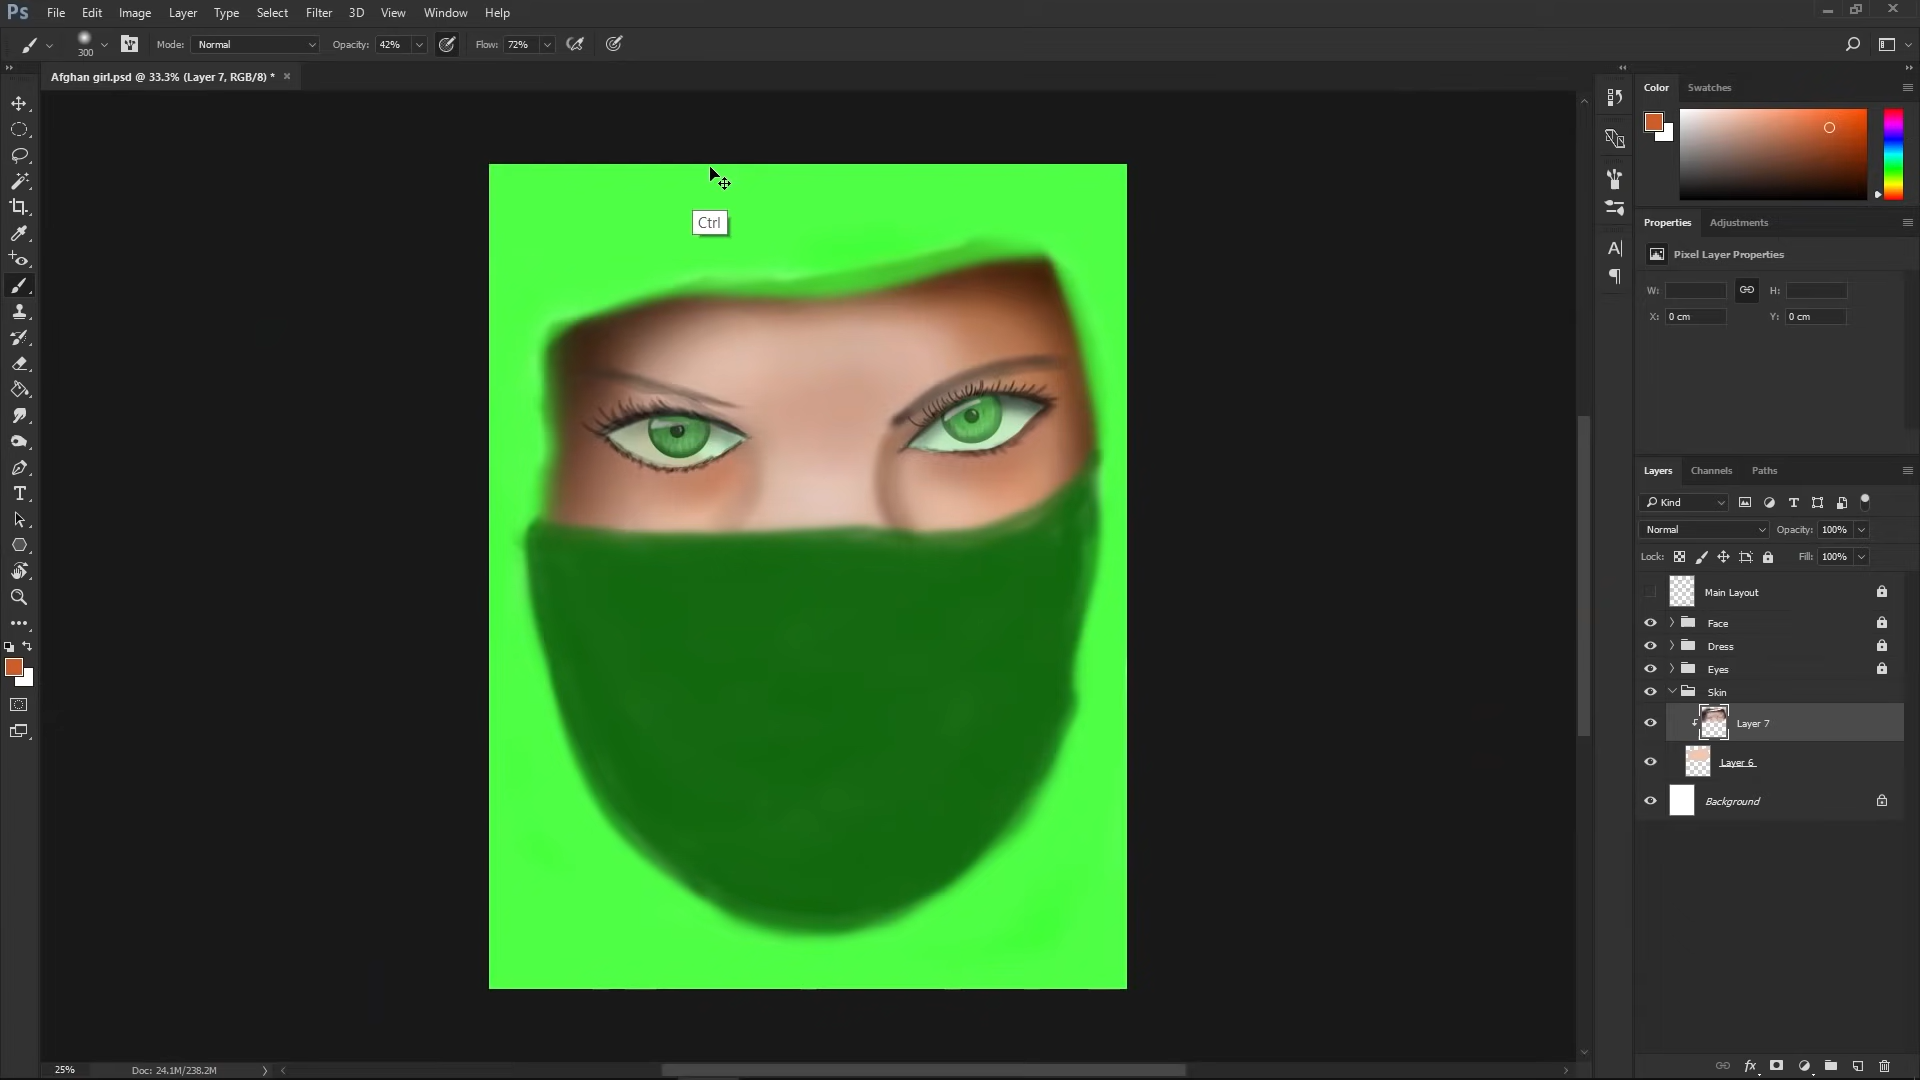 Ps File Edit Image Layer Type Select Filter 3D View Window Help
300 Mode: Normal Opacity: 42% Flow: 72%
Afghan girl.psd @ 33.3% (Layer 7, RGB/8) * ×
Color Swatches
Ctrl
Properties Adjustments
Pixel Layer Properties
W: H:
X: 0 cm Y: 0 cm
Layers Channels Paths
Kind
Normal Opacity: 100%
Lock: Fill: 100%
Main Layout
Face
Dress
Eyes
Skin
Layer 7
Layer 6
Background
25% Doc: 24.1M/238.2M